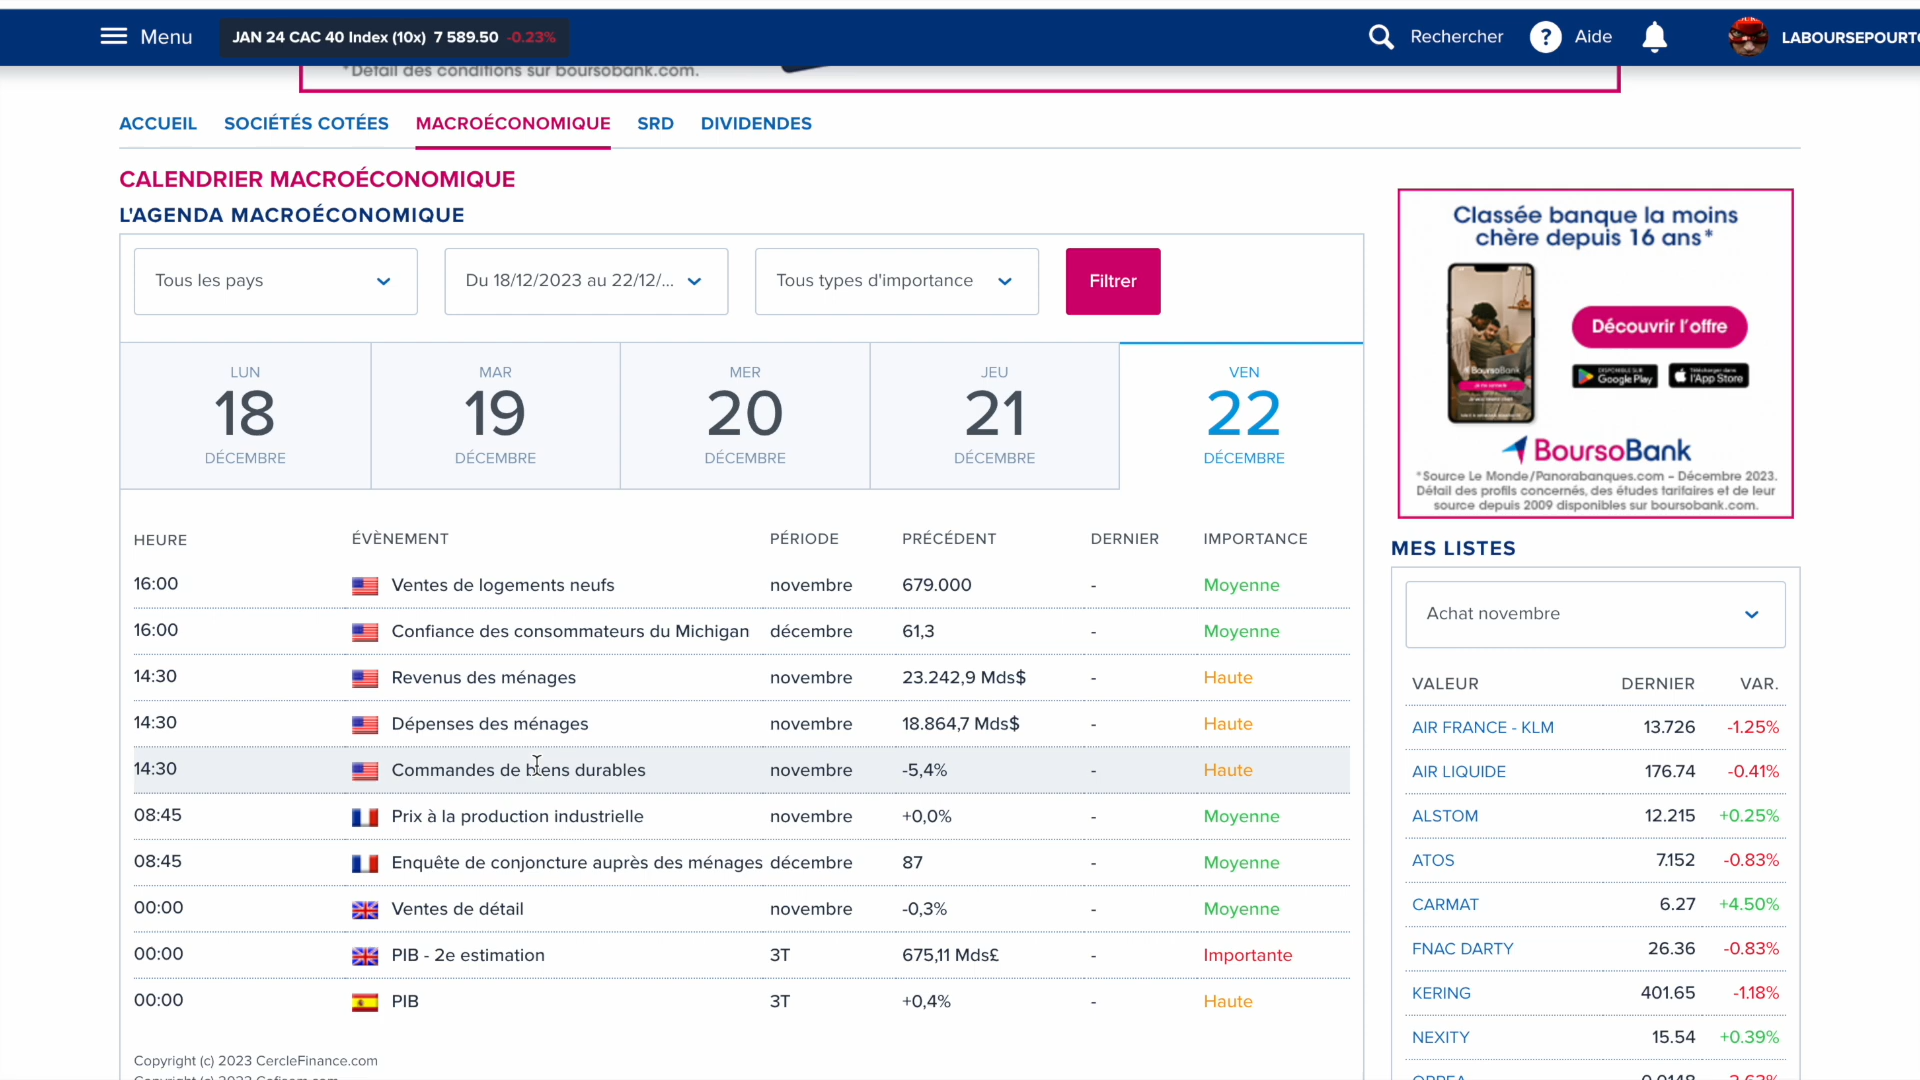 Menu
JAN 24 CAC 40 Index (10x) 7 589.50 -0.23%
Rechercher
? Aide
LABOURSEPOURT
*Détail des conditions sur boursobank.com.
ACCUEIL SOCIÉTÉS COTÉES MACROÉCONOMIQUE SRD DIVIDENDES
CALENDRIER MACROÉCONOMIQUE
L'AGENDA MACROÉCONOMIQUE
Tous les pays
Du 18/12/2023 au 22/12/...
Tous types d'importance
Filtrer
LUN
18
DÉCEMBRE
MAR
19
DÉCEMBRE
MER
20
DÉCEMBRE
JEU
21
DÉCEMBRE
VEN
22
DÉCEMBRE
HEURE ÉVÈNEMENT PÉRIODE PRÉCÉDENT DERNIER IMPORTANCE
16:00 Ventes de logements neufs novembre 679.000 - Moyenne
16:00 Confiance des consommateurs du Michigan décembre 61,3 - Moyenne
14:30 Revenus des ménages novembre 23.242,9 Mds$ - Haute
14:30 Dépenses des ménages novembre 18.864,7 Mds$ - Haute
14:30 Commandes de biens durables novembre -5,4% - Haute
08:45 Prix à la production industrielle novembre +0,0% - Moyenne
08:45 Enquête de conjoncture auprès des ménages décembre 87 - Moyenne
00:00 Ventes de détail novembre -0,3% - Moyenne
00:00 PIB - 2e estimation 3T 675,11 Mds£ - Importante
00:00 PIB 3T +0,4% - Haute
Copyright (c) 2023 CercleFinance.com
Classée banque la moins
chère depuis 16 ans*
Découvrir l'offre
DISPONIBLE SUR
Google Play
Télécharger dans
l'App Store
BoursoBank
BoursoBank
*Source Le Monde/Panorabanques.com – Décembre 2023.
Détail des profils concernés, des études tarifaires et de leur
source depuis 2009 disponibles sur boursobank.com.
MES LISTES
Achat novembre
VALEUR DERNIER VAR.
AIR FRANCE - KLM 13.726 -1.25%
AIR LIQUIDE 176.74 -0.41%
ALSTOM 12.215 +0.25%
ATOS 7.152 -0.83%
CARMAT 6.27 +4.50%
FNAC DARTY 26.36 -0.83%
KERING 401.65 -1.18%
NEXITY 15.54 +0.39%